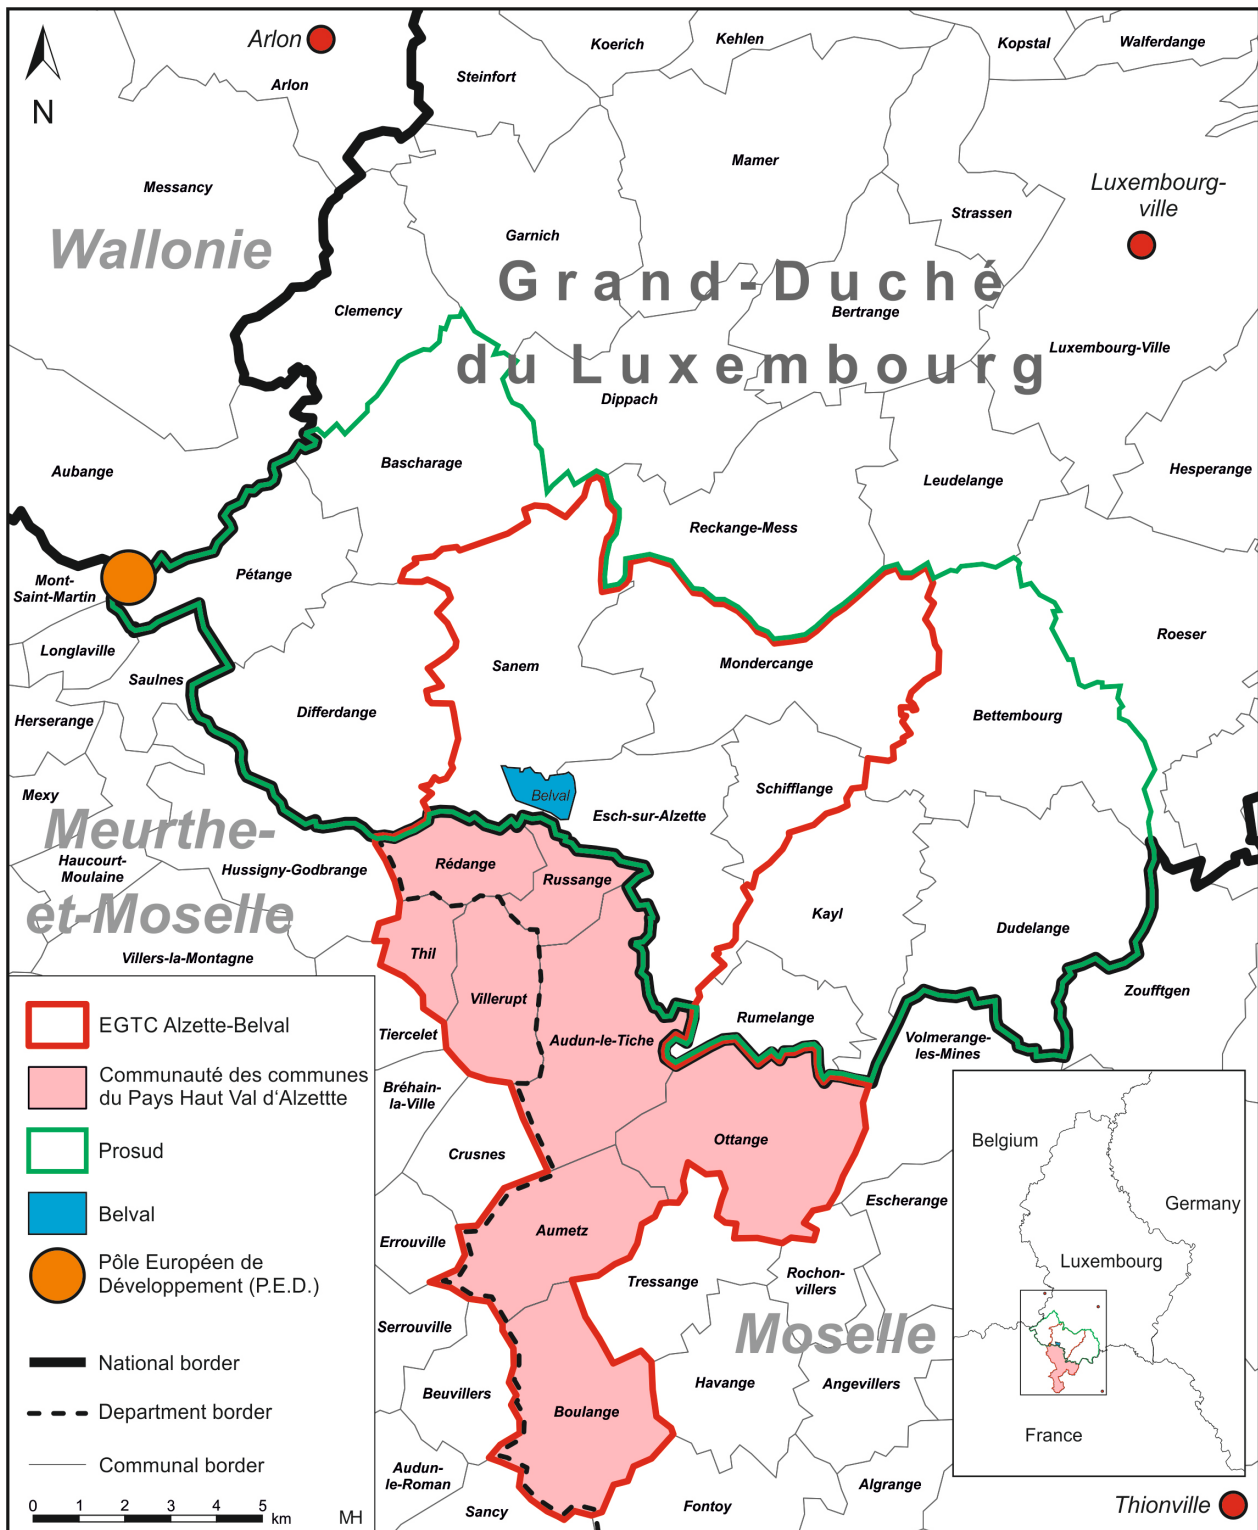 Arlon
Arlon
Koerich
Kehlen
Kopstal
Walferdange
Steinfort
N
Messancy
Mamer
Luxembourg-
ville
Strassen
Wallonie
Garnich
Grand-Duché
Clemency
Bertrange
du Luxembourg
Luxembourg-Ville
Dippach
Aubange
Bascharage
Hesperange
Leudelange
Reckange-Mess
Mont-
Saint-Martin
Pétange
Roeser
Longlaville
Saulnes
Sanem
Mondercange
Herserange
Differdange
Bettembourg
Mexy
Belval
Schifflange
Esch-sur-Alzette
Meurthe-
et-Moselle
Haucourt-
Moulaine
Hussigny-Godbrange
Rédange
Russange
Kayl
Dudelange
Villers-la-Montagne
Thil
Villerupt
Zoufftgen
Tiercelet
Audun-le-Tiche
Rumelange
Volmerange-
les-Mines
Bréhain-
la-Ville
Crusnes
Ottange
Escherange
Errouville
Aumetz
Tressange
Rochon-
villers
Serrouville
Moselle
Beuvillers
Boulange
Havange
Angevillers
Audun-
le-Roman
Sancy
Fontoy
Algrange
Thionville
EGTC Alzette-Belval
Communauté des communes
du Pays Haut Val d'Alzettte
Prosud
Belval
Pôle Européen de
Développement (P.E.D.)
National border
Department border
Communal border
0 1 2 3 4 5
km
MH
Belgium
Germany
Luxembourg
France